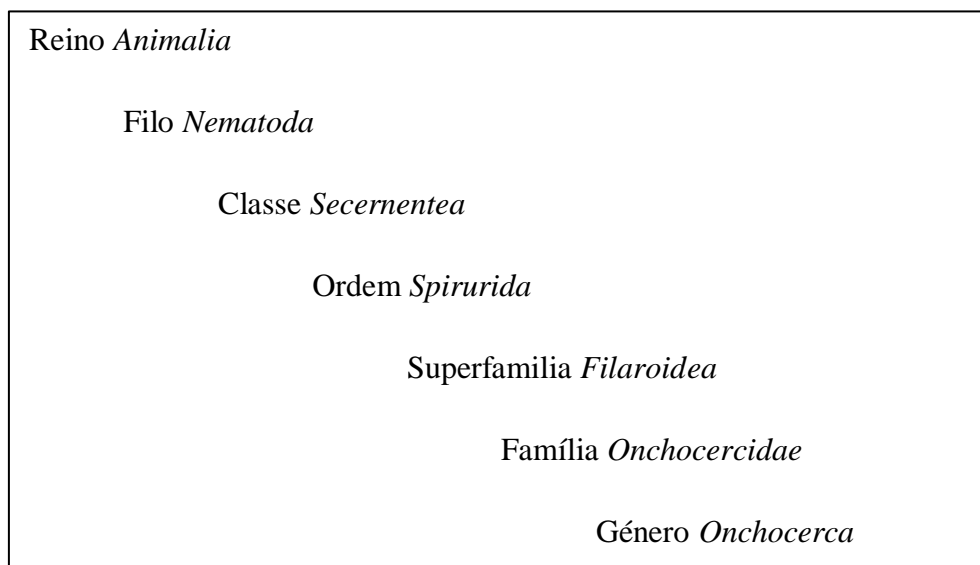 Reino Animalia
Filo Nematoda
Classe Secernentea
Ordem Spirurida
Superfamilia Filaroidea
Família Onchocercidae
Género Onchocerca